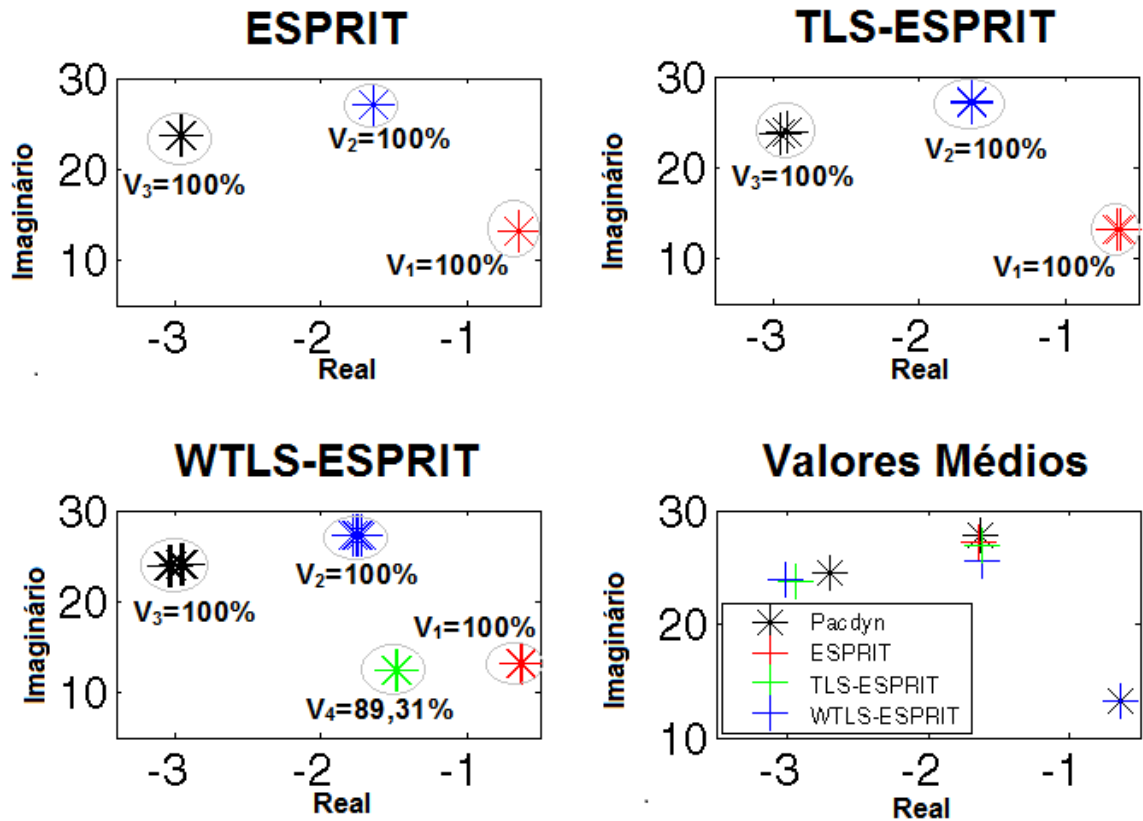 ESPRIT
30
20
10
-3
-2
-1
Imaginário
Real
V₃=100%
V₂=100%
V₁=100%
TLS-ESPRIT
30
20
10
-3
-2
-1
Imaginário
Real
V₃=100%
V₂=100%
V₁=100%
WTLS-ESPRIT
30
20
10
-3
-2
-1
Imaginário
Real
V₃=100%
V₂=100%
V₁=100%
V₄=89,31%
Valores Médios
30
20
10
-3
-2
-1
Imaginário
Real
Pacdyn
ESPRIT
TLS-ESPRIT
WTLS-ESPRIT